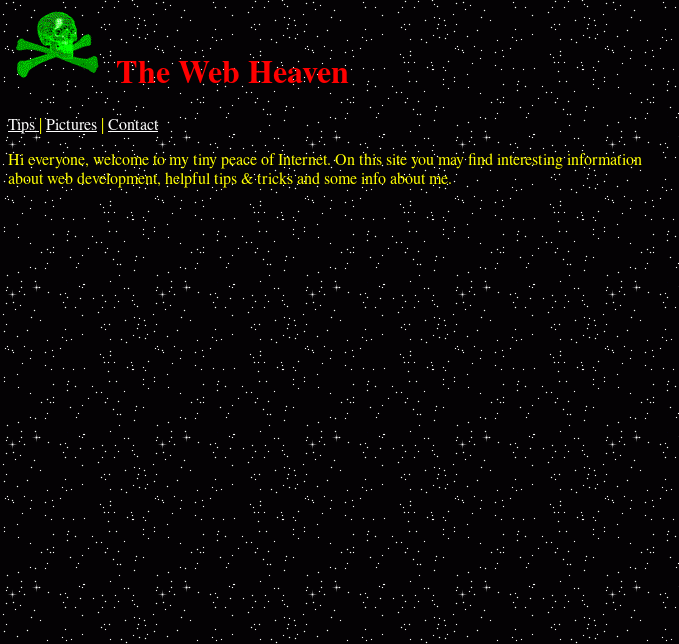 The Web Heaven
Tips | Pictures | Contact
Hi everyone, welcome to my tiny peace of Internet. On this site you may find interesting information
about web development, helpful tips & tricks and some info about me.